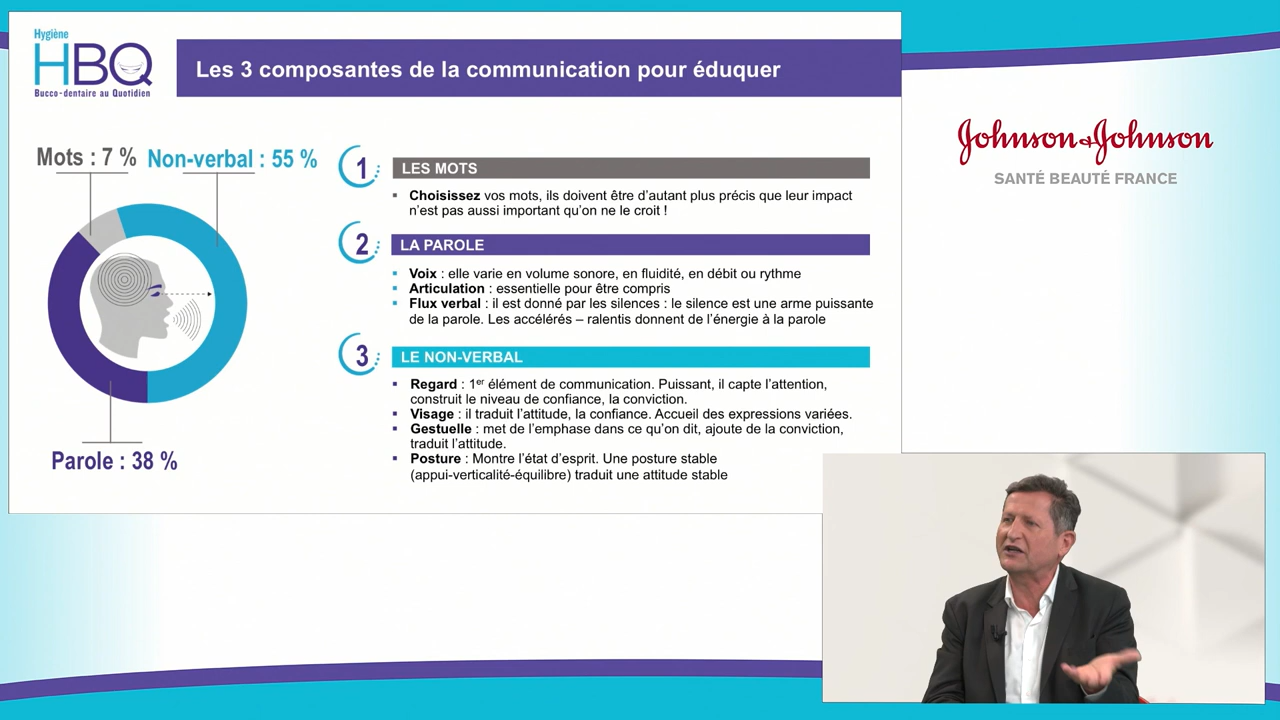 Hygiène
HBQ
Bucco-dentaire au Quotidien
Les 3 composantes de la communication pour éduquer
Johnson & Johnson
SANTÉ BEAUTÉ FRANCE
Mots : 7 %
Non-verbal : 55 %
Parole : 38 %
1
LES MOTS
▪ Choisissez vos mots, ils doivent être d’autant plus précis que leur impact
n’est pas aussi important qu’on ne le croit !
2
LA PAROLE
▪ Voix : elle varie en volume sonore, en fluidité, en débit ou rythme
▪ Articulation : essentielle pour être compris
▪ Flux verbal : il est donné par les silences : le silence est une arme puissante
de la parole. Les accélérés – ralentis donnent de l’énergie à la parole
3
LE NON-VERBAL
▪ Regard : 1er élément de communication. Puissant, il capte l’attention,
construit le niveau de confiance, la conviction.
▪ Visage : il traduit l’attitude, la confiance. Accueil des expressions variées.
▪ Gestuelle : met de l’emphase dans ce qu’on dit, ajoute de la conviction,
traduit l’attitude.
▪ Posture : Montre l’état d’esprit. Une posture stable
(appui-verticalité-équilibre) traduit une attitude stable